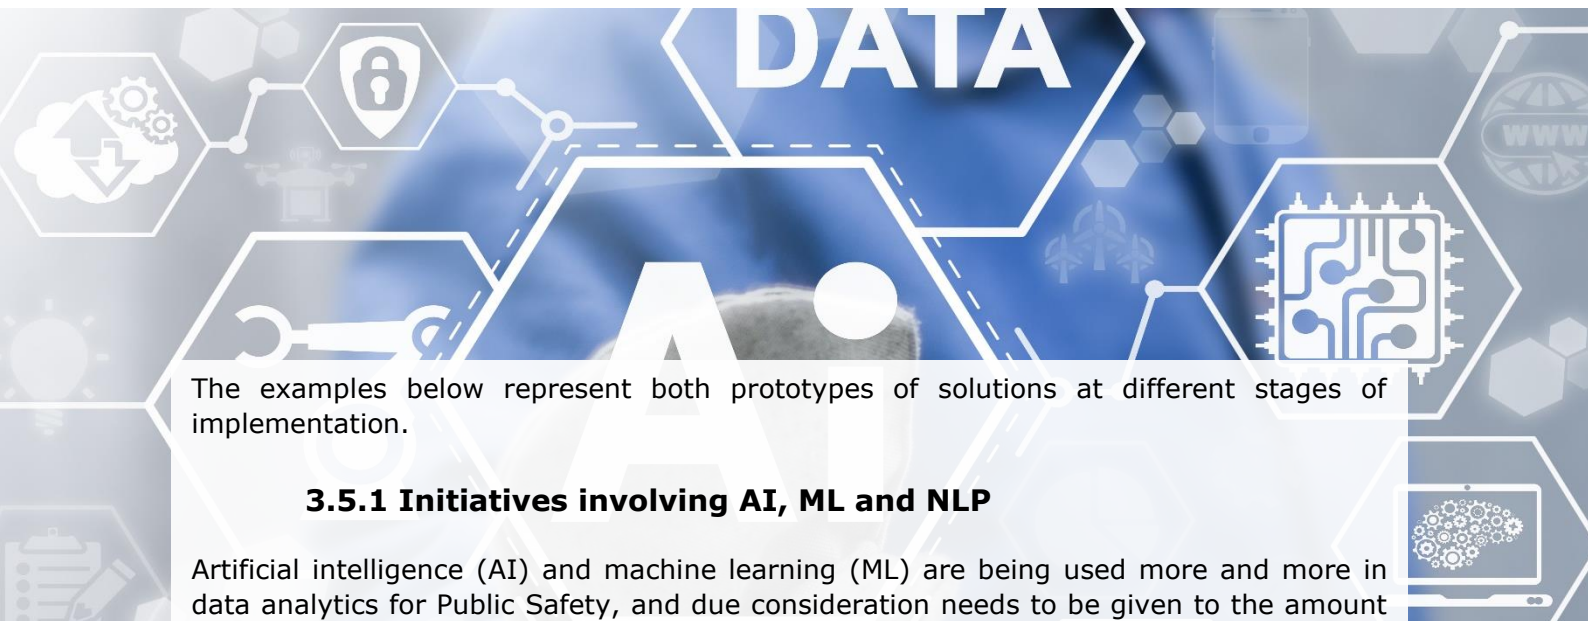 DATA
WWW
Ai
The examples below represent both prototypes of solutions at different stages of
implementation.
3.5.1 Initiatives involving AI, ML and NLP
Artificial intelligence (AI) and machine learning (ML) are being used more and more in
data analytics for Public Safety, and due consideration needs to be given to the amount